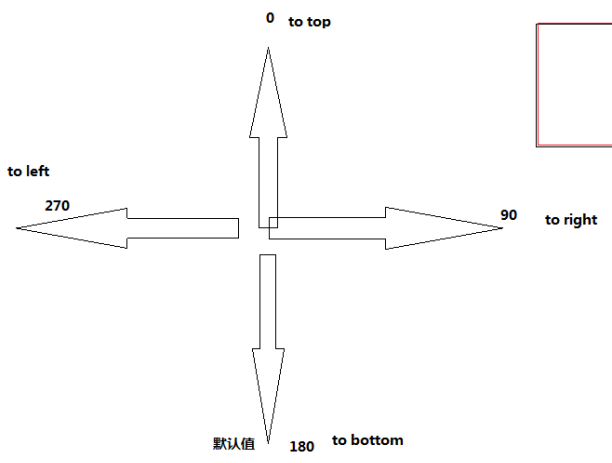 0 to top
to left
270
90 to right
默认值 180 to bottom